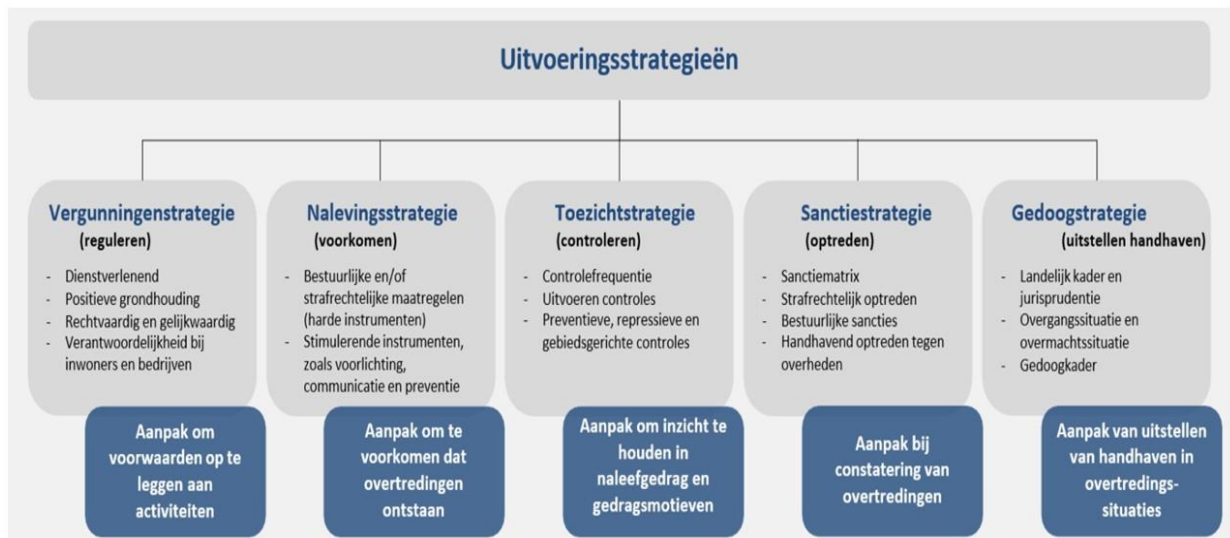 Uitvoeringsstrategieën
Vergunningenstrategie
(reguleren)
- Dienstverlenend
- Positieve grondhouding
- Rechtvaardig en gelijkwaardig
- Verantwoordelijkheid bij
inwoners en bedrijven
Aanpak om
voorwaarden op te
leggen aan
activiteiten
Nalevingsstrategie
(voorkomen)
- Bestuurlijke en/of
strafrechtelijke maatregelen
(harde instrumenten)
- Stimulerende instrumenten,
zoals voorlichting,
communicatie en preventie
Aanpak om te
voorkomen dat
overtredingen
ontstaan
Toezichtstrategie
(controleren)
- Controlefrequentie
- Uitvoeren controles
- Preventieve, repressieve en
gebiedsgerichte controles
Aanpak om inzicht te
houden in
naleefgedrag en
gedragsmotieven
Sanctiestrategie
(optreden)
- Sanctiematrix
- Strafrechtelijk optreden
- Bestuurlijke sancties
- Handhavend optreden tegen
overheden
Aanpak bij
constatering van
overtredingen
Gedoogstrategie
(uitstellen handhaven)
- Landelijk kader en
jurisprudentie
- Overgangssituatie en
overmachtssituatie
- Gedoogkader
Aanpak van uitstellen
van handhaven in
overtredings-
situaties